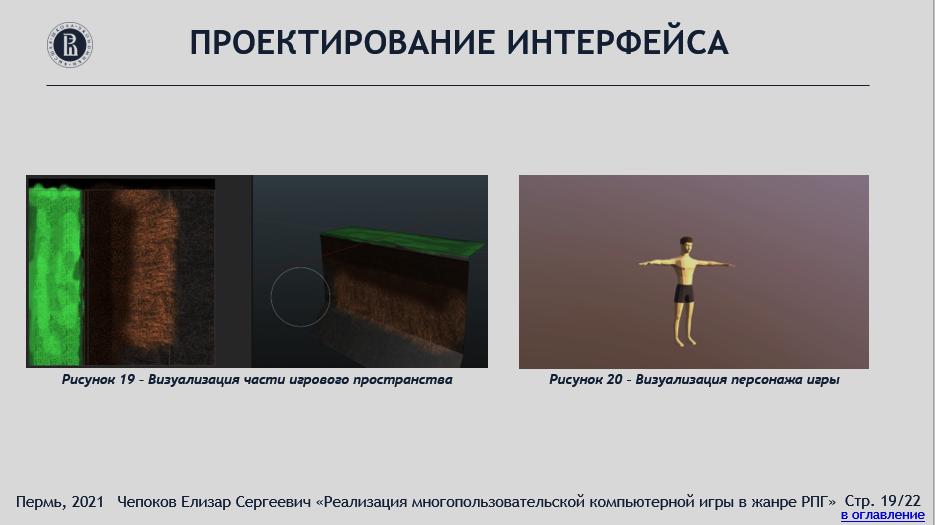 ПРОЕКТИРОВАНИЕ ИНТЕРФЕЙСА
Рисунок 19 – Визуализация части игрового пространства
Рисунок 20 – Визуализация персонажа игры
Пермь, 2021 Чепоков Елизар Сергеевич «Реализация многопользовательской компьютерной игры в жанре РПГ» Стр. 19/22
в оглавление